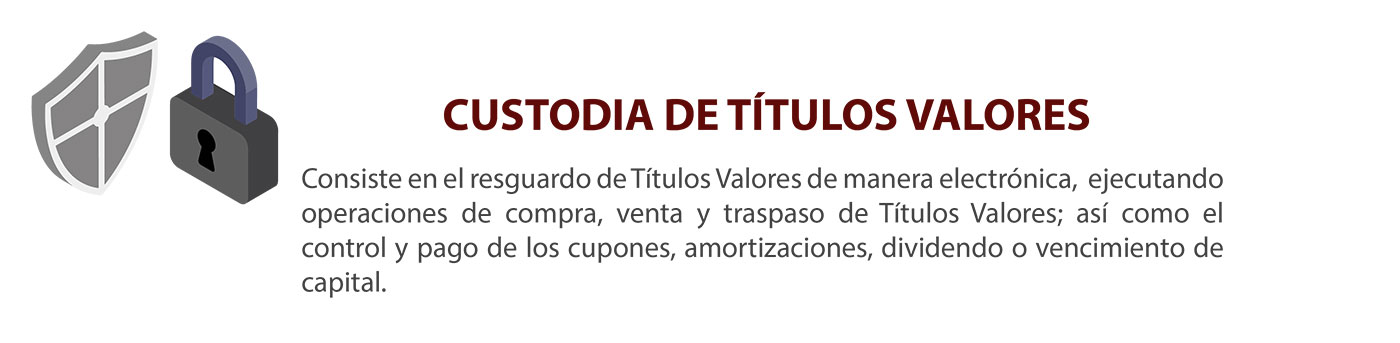 CUSTODIA DE TÍTULOS VALORES
Consiste en el resguardo de Títulos Valores de manera electrónica, ejecutando
operaciones de compra, venta y traspaso de Títulos Valores; así como el
control y pago de los cupones, amortizaciones, dividendo o vencimiento de
capital.